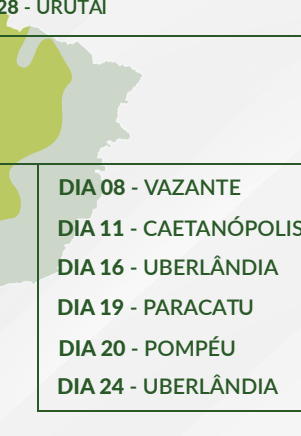 28 - URUTAÍ
DIA 08 - VAZANTE
DIA 11 - CAETANÓPOLIS
DIA 16 - UBERLÂNDIA
DIA 19 - PARACATU
DIA 20 - POMPÉU
DIA 24 - UBERLÂNDIA